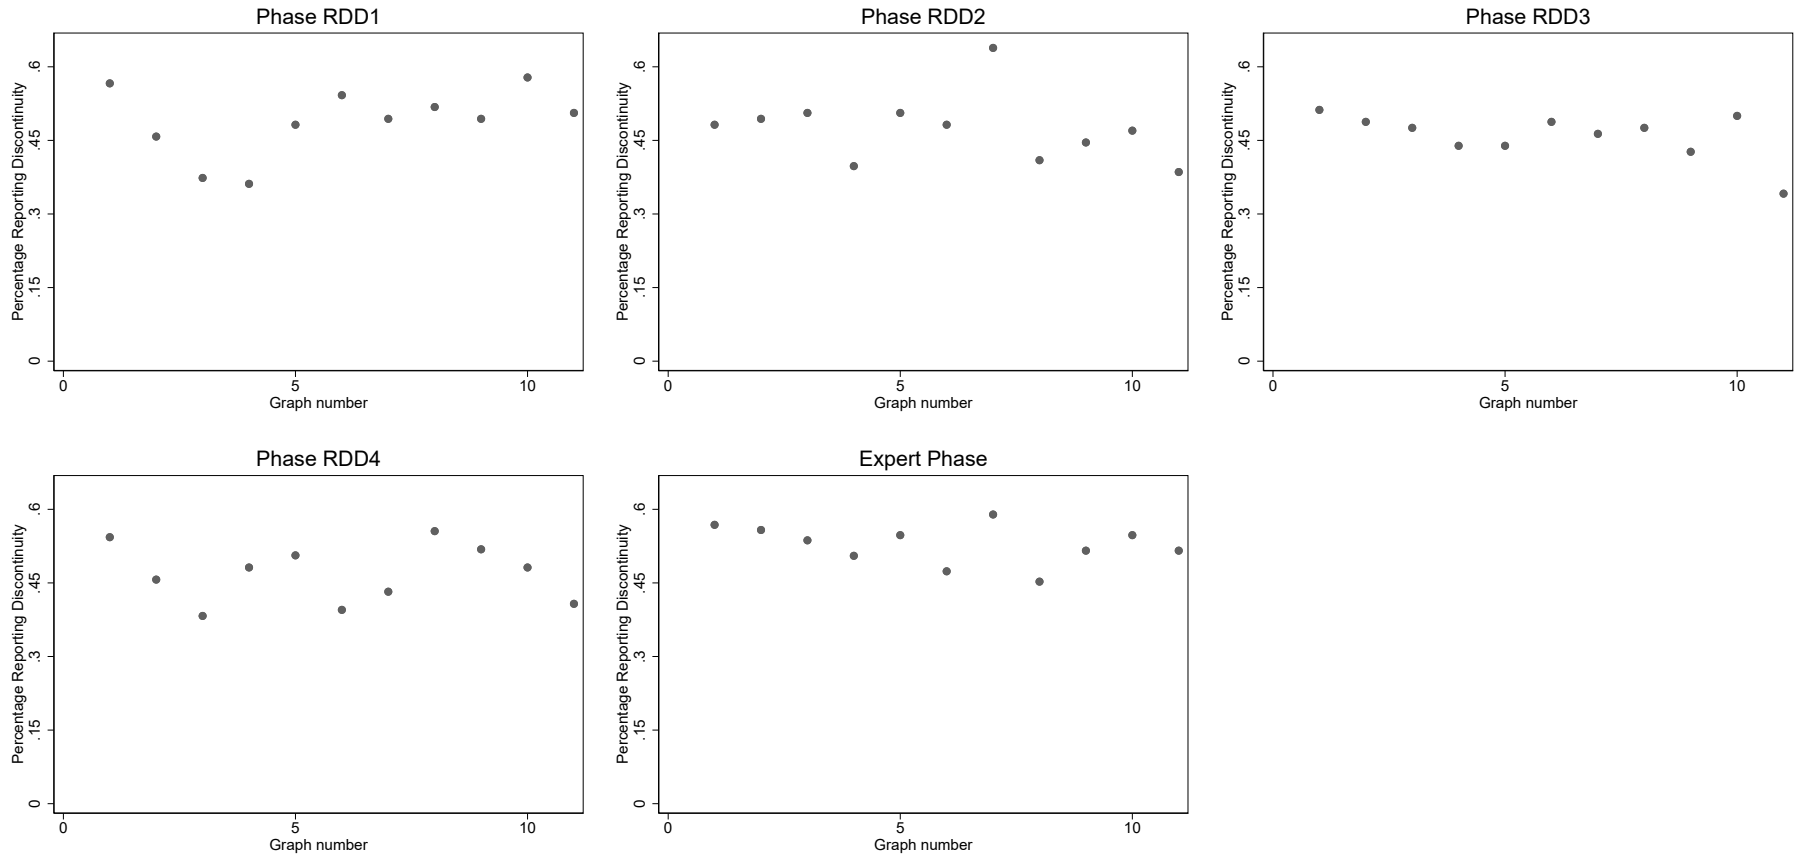 Phase RDD1
Percentage Reporting Discontinuity
.6
.45
.3
.15
0
0 5 10
Graph number
Phase RDD2
Percentage Reporting Discontinuity
.6
.45
.3
.15
0
0 5 10
Graph number
Phase RDD3
Percentage Reporting Discontinuity
.6
.45
.3
.15
0
0 5 10
Graph number
Phase RDD4
Percentage Reporting Discontinuity
.6
.45
.3
.15
0
0 5 10
Graph number
Expert Phase
Percentage Reporting Discontinuity
.6
.45
.3
.15
0
0 5 10
Graph number